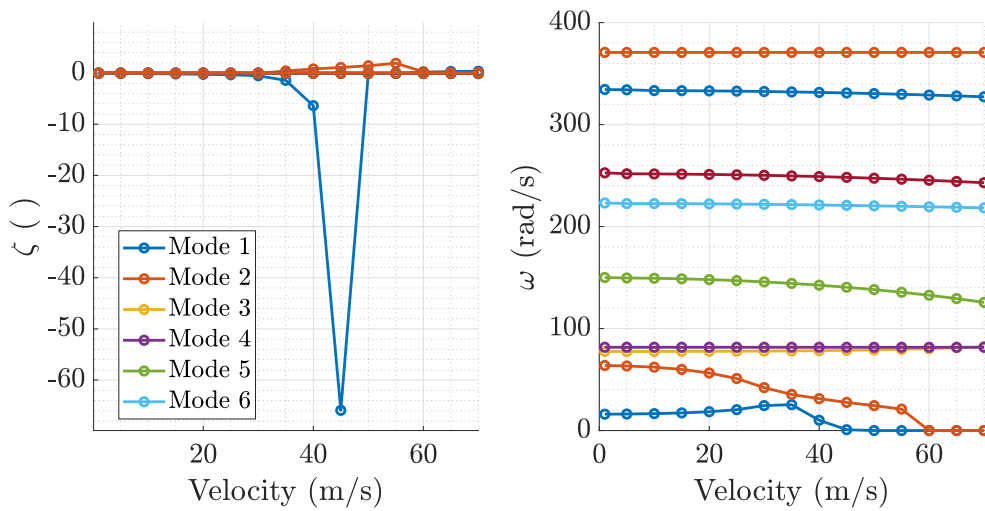 0
-10
-20
-30
-40
-50
-60
ζ ( )
20
40
60
Velocity (m/s)
Mode 1
Mode 2
Mode 3
Mode 4
Mode 5
Mode 6
400
300
200
100
0
ω (rad/s)
0
20
40
60
Velocity (m/s)